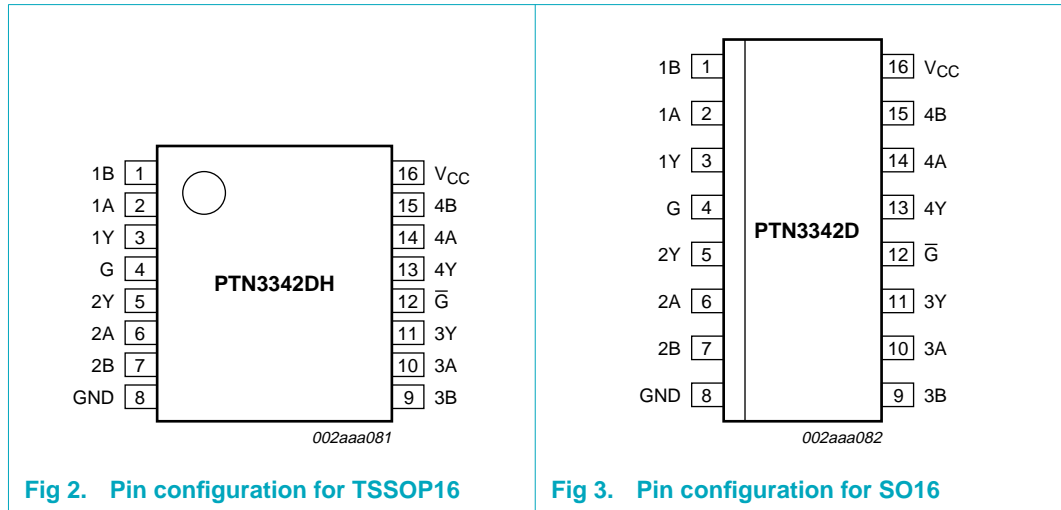 1B 1 16 VCC
1A 2 15 4B
1Y 3 14 4A
G 4 13 4Y
PTN3342DH
2Y 5 12 G̅
2A 6 11 3Y
2B 7 10 3A
GND 8 9 3B
002aaa081
Fig 2. Pin configuration for TSSOP16
1B 1 16 VCC
1A 2 15 4B
1Y 3 14 4A
G 4 13 4Y
PTN3342D
2Y 5 12 G̅
2A 6 11 3Y
2B 7 10 3A
GND 8 9 3B
002aaa082
Fig 3. Pin configuration for SO16